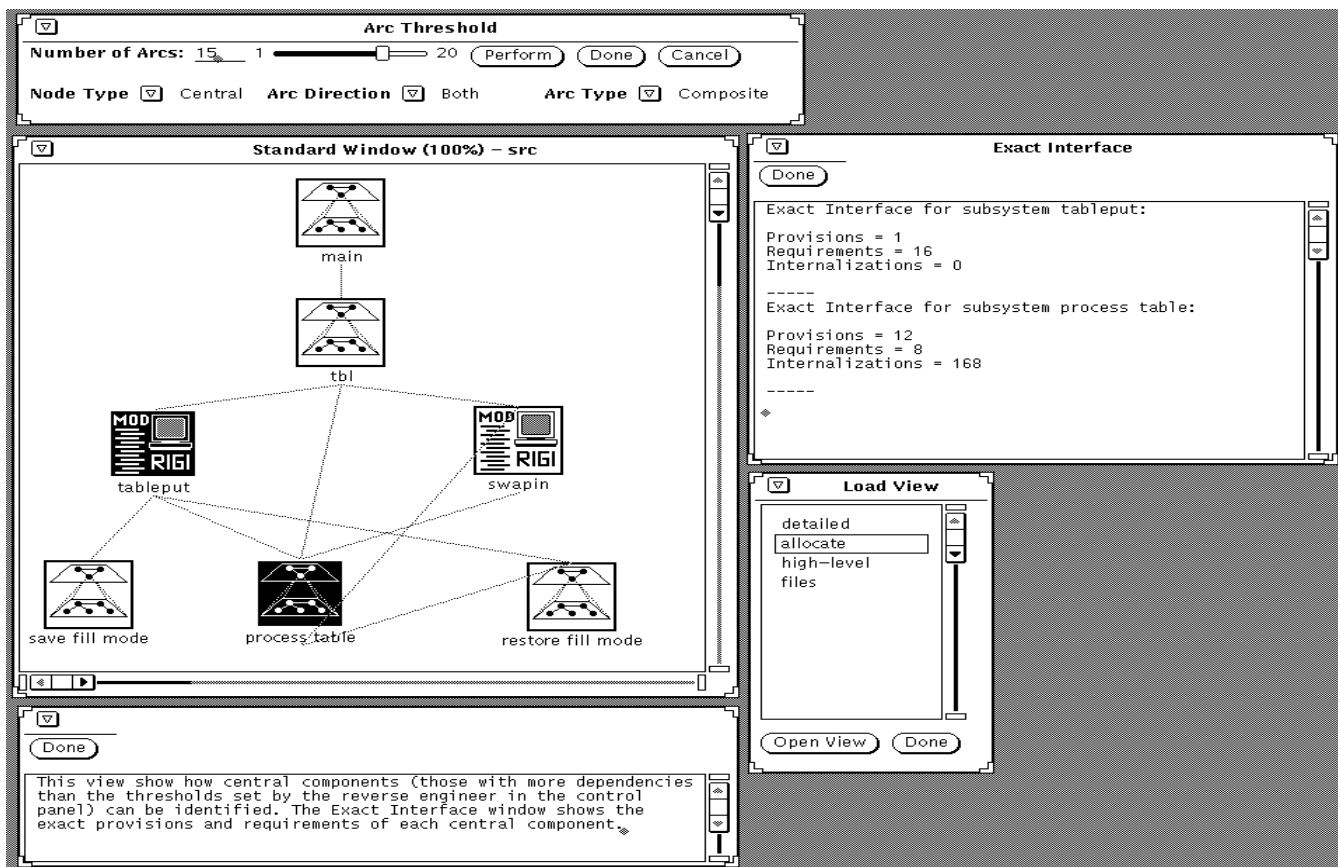 Arc Threshold
Number of Arcs: 15 1 20 Perform Done Cancel
Node Type Central Arc Direction Both Arc Type Composite
Standard Window (100%) – src
main
tbl
MOD RIGI
tableput
MOD RIGI
swapin
save fill mode
process table
restore fill mode
Exact Interface
Done
Exact Interface for subsystem tableput:
Provisions = 1
Requirements = 16
Internalizations = 0
-----
Exact Interface for subsystem process table:
Provisions = 12
Requirements = 8
Internalizations = 168
-----
Load View
detailed
allocate
high-level
files
Open View Done
Done
This view show how central components (those with more dependencies
than the thresholds set by the reverse engineer in the control
panel) can be identified. The Exact Interface window shows the
exact provisions and requirements of each central component.